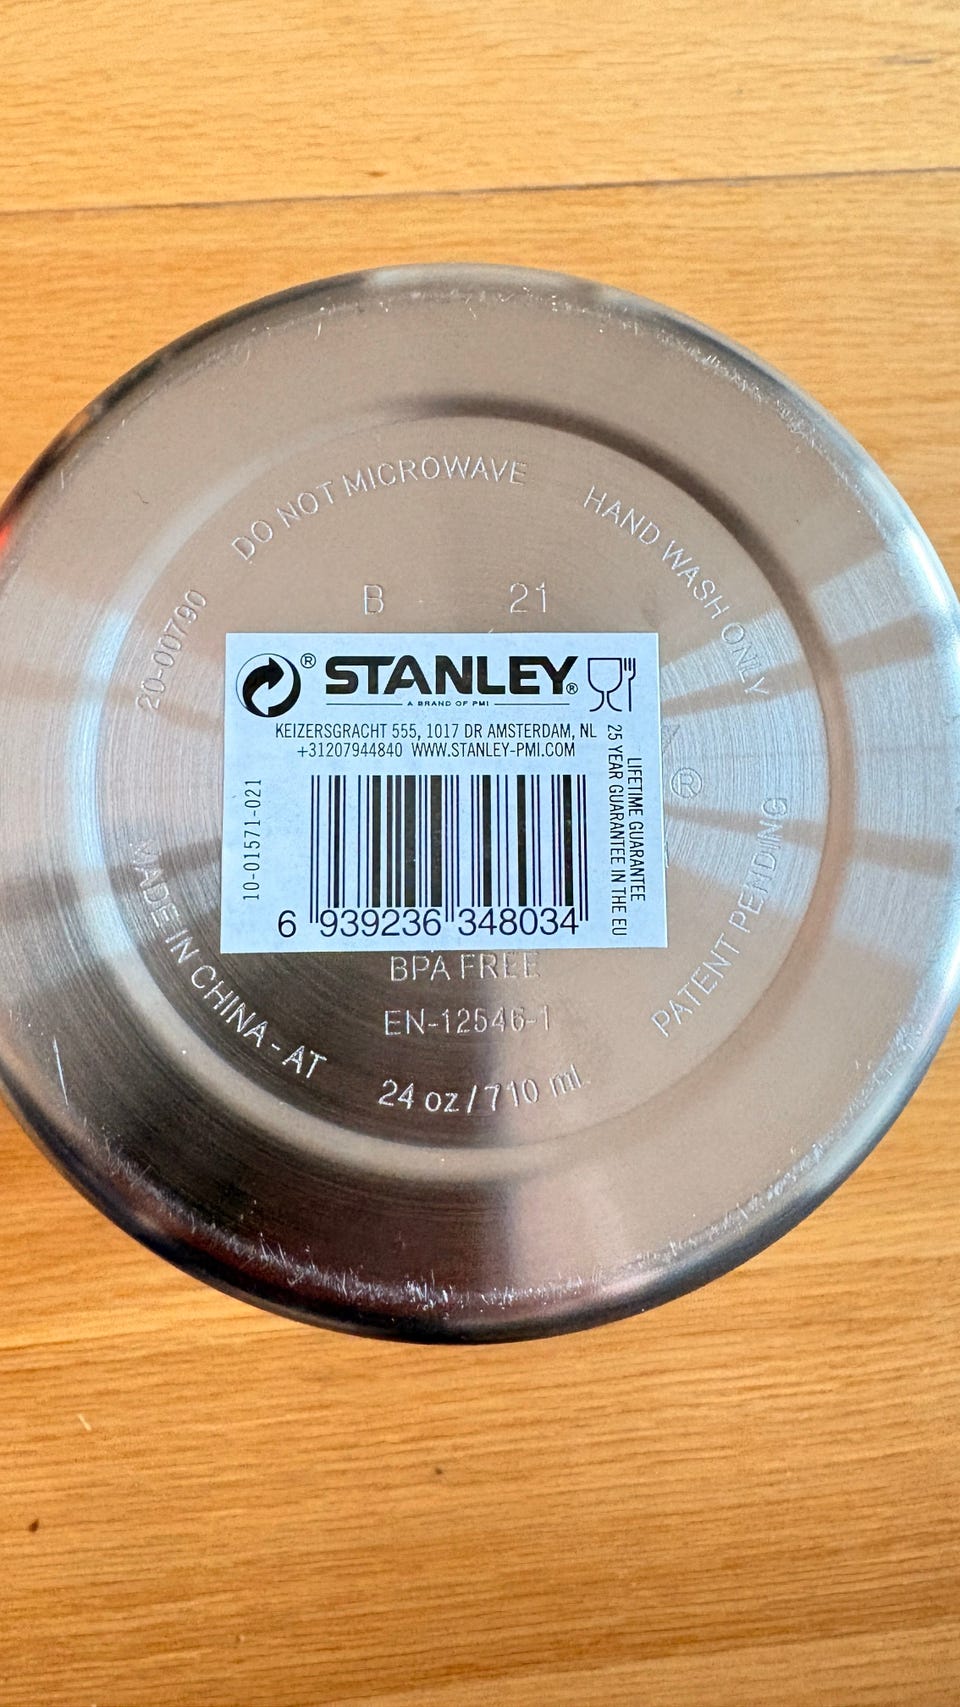 DO NOT MICROWAVE
HAND WASH ONLY
20-00790
B 21
® STANLEY®
A BRAND OF PMI
KEIZERSGRACHT 555, 1017 DR AMSTERDAM, NL
+31207944840 WWW.STANLEY-PMI.COM
10-01571-021
LIFETIME GUARANTEE
25 YEAR GUARANTEE IN THE EU
6 939236 348034
®
PATENT PENDING
MADE IN CHINA - AT
BPA FREE
EN-12546-1
24 oz / 710 mL